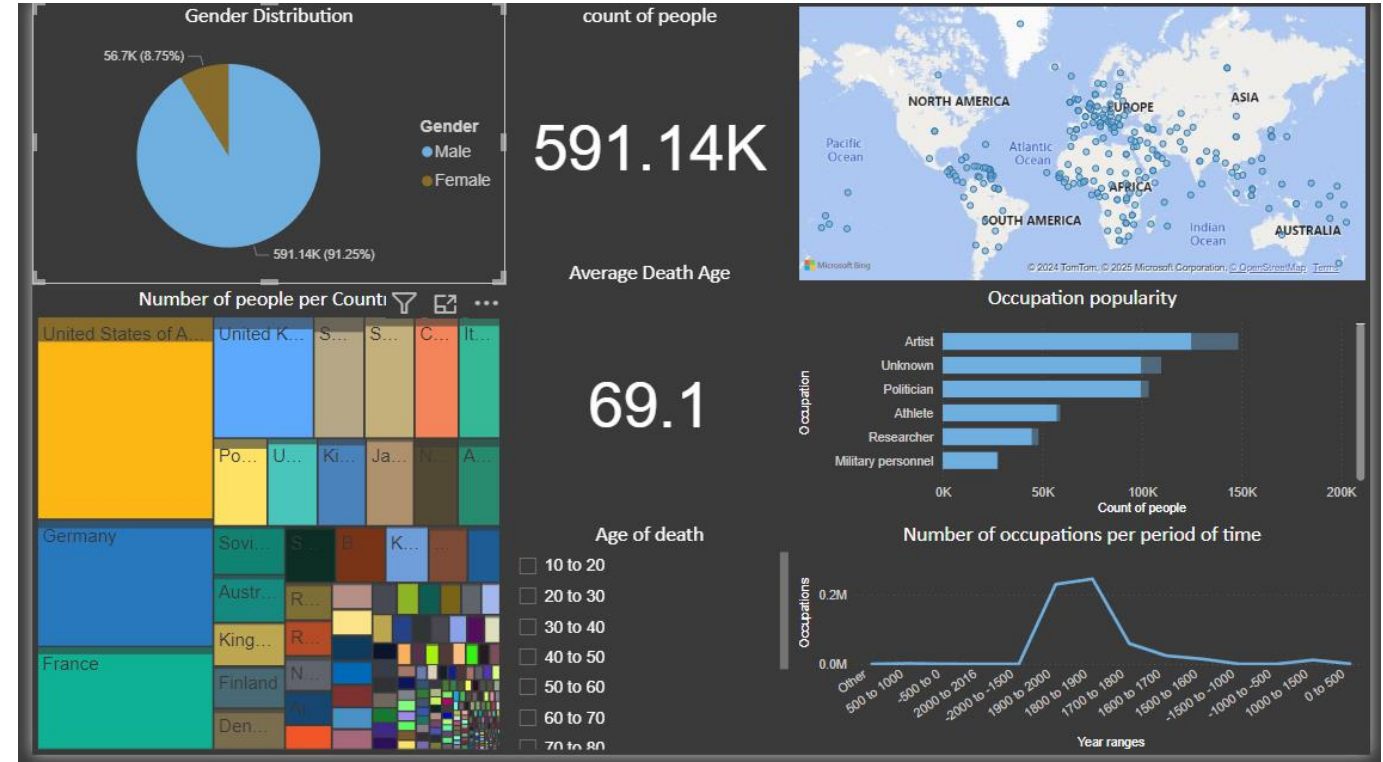 Gender Distribution
56.7K (8.75%)
Gender
Male
Female
591.14K (91.25%)
count of people
591.14K
Average Death Age
69.1
Age of death
10 to 20
20 to 30
30 to 40
40 to 50
50 to 60
60 to 70
70 to 80
NORTH AMERICA
EUROPE
ASIA
Pacific
Ocean
Atlantic
Ocean
AFRICA
SOUTH AMERICA
Indian
Ocean
AUSTRALIA
Microsoft Bing
© 2024 TomTom, © 2025 Microsoft Corporation, © OpenStreetMap Terms
Number of people per Countr
United States of A...
United K...
S...
S...
C...
It...
Po...
U...
Ki...
Ja...
N...
A...
Germany
Sovi...
S...
B...
K...
...
Austr...
R...
King...
R...
France
Finland
N...
Den...
Occupation popularity
Occupation
Artist
Unknown
Politician
Athlete
Researcher
Military personnel
0K
50K
100K
150K
200K
Count of people
Number of occupations per period of time
Occupations
0.2M
0.0M
Other
500 to 1000
-500 to 0
2000 to 2016
-2000 to -1500
1900 to 2000
1800 to 1900
1700 to 1800
1600 to 1700
1500 to 1600
-1500 to -1000
-1000 to -500
1000 to 1500
0 to 500
Year ranges